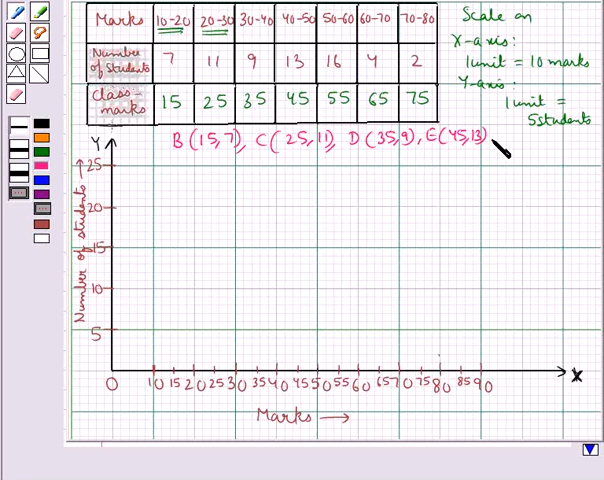 Marks 10-20 20-30 30-40 40-50 50-60 60-70 70-80
Number of students 7 11 9 13 16 4 2
Class-marks 15 25 35 45 55 65 75
Scale on
X-axis:
1unit = 10 marks
Y-axis:
1unit =
5students
B(15,7), C(25,11), D(35,9), E(45,13)
Y
25
20
15
10
5
Number of students →
0 10 15 20 25 30 35 40 45 50 55 60 65 70 75 80 85 90
X
Marks →